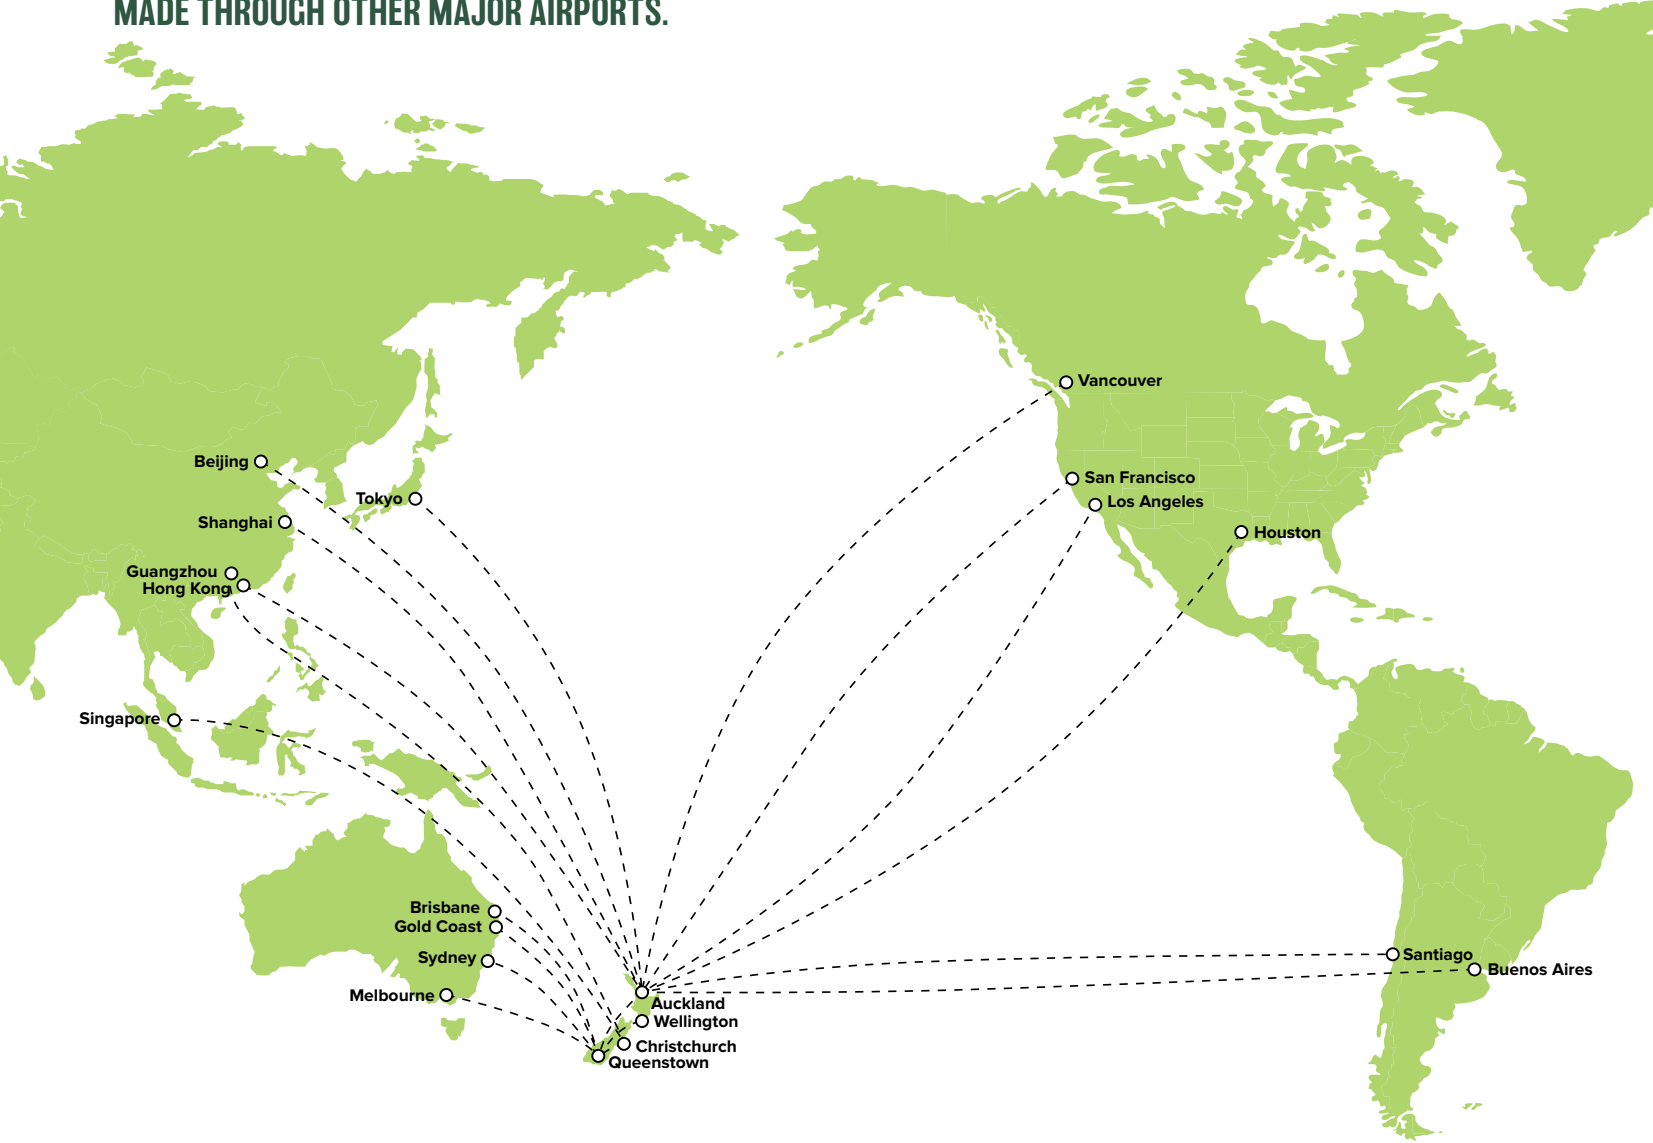 MADE THROUGH OTHER MAJOR AIRPORTS.
Vancouver
Beijing
San Francisco
Tokyo
Los Angeles
Shanghai
Houston
Guangzhou
Hong Kong
Singapore
Brisbane
Gold Coast
Sydney
Santiago
Buenos Aires
Melbourne
Auckland
Wellington
Christchurch
Queenstown